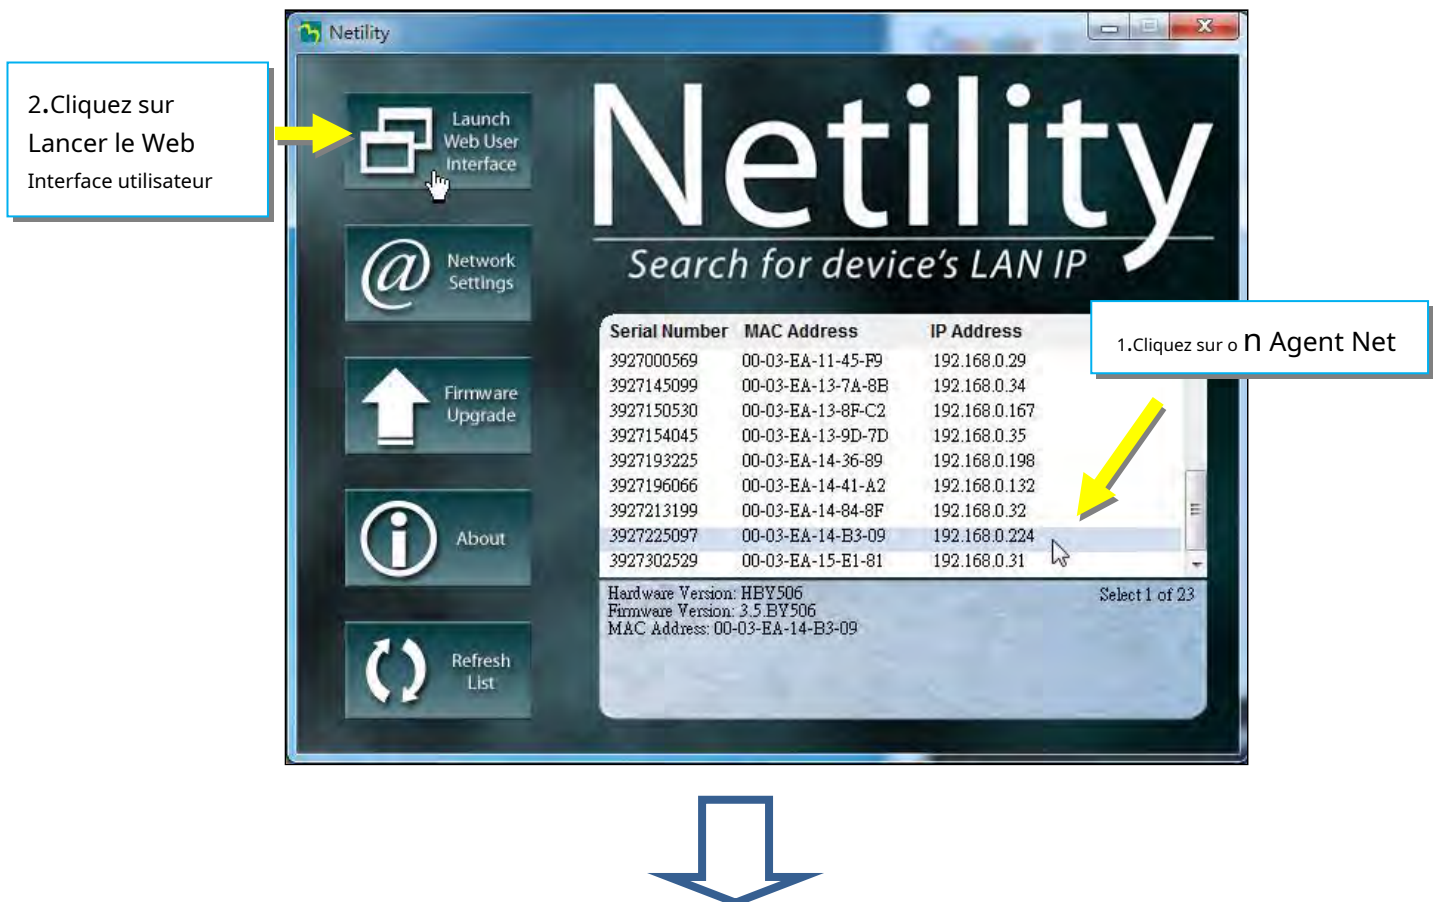 Netility
2.Cliquez sur
Lancer le Web
Interface utilisateur
Launch
Web User
Interface
Network
Settings
Firmware
Upgrade
About
Refresh
List
Netility
Search for device's LAN IP
1.Cliquez sur o n Agent Net
Serial Number MAC Address IP Address
3927000569 00-03-EA-11-45-F9 192.168.0.29
3927145099 00-03-EA-13-7A-8B 192.168.0.34
3927150530 00-03-EA-13-8F-C2 192.168.0.167
3927154045 00-03-EA-13-9D-7D 192.168.0.35
3927193225 00-03-EA-14-36-89 192.168.0.198
3927196066 00-03-EA-14-41-A2 192.168.0.132
3927213199 00-03-EA-14-84-8F 192.168.0.32
3927225097 00-03-EA-14-B3-09 192.168.0.224
3927302529 00-03-EA-15-E1-81 192.168.0.31
Hardware Version: HBY506
Select 1 of 23
Firmware Version: 3.5.BY506
MAC Address: 00-03-EA-14-B3-09